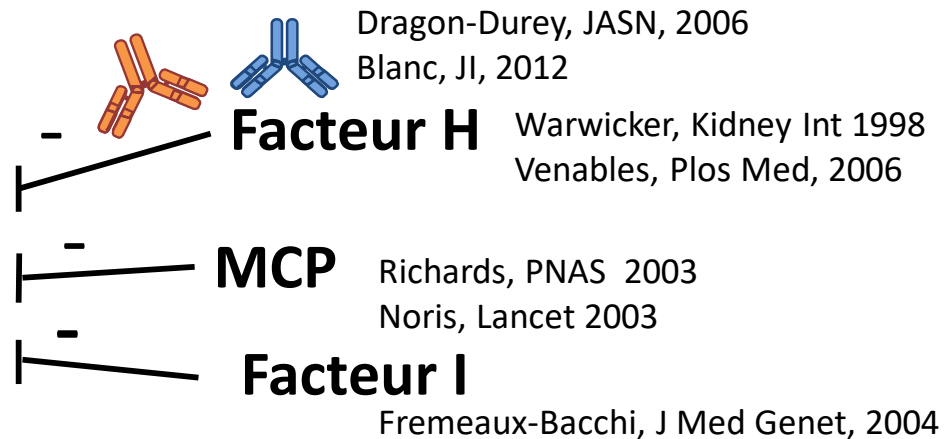 Dragon-Durey, JASN, 2006
Blanc, JI, 2012
- Facteur H Warwicker, Kidney Int 1998
Venables, Plos Med, 2006
- MCP Richards, PNAS 2003
Noris, Lancet 2003
- Facteur I
Fremeaux-Bacchi, J Med Genet, 2004